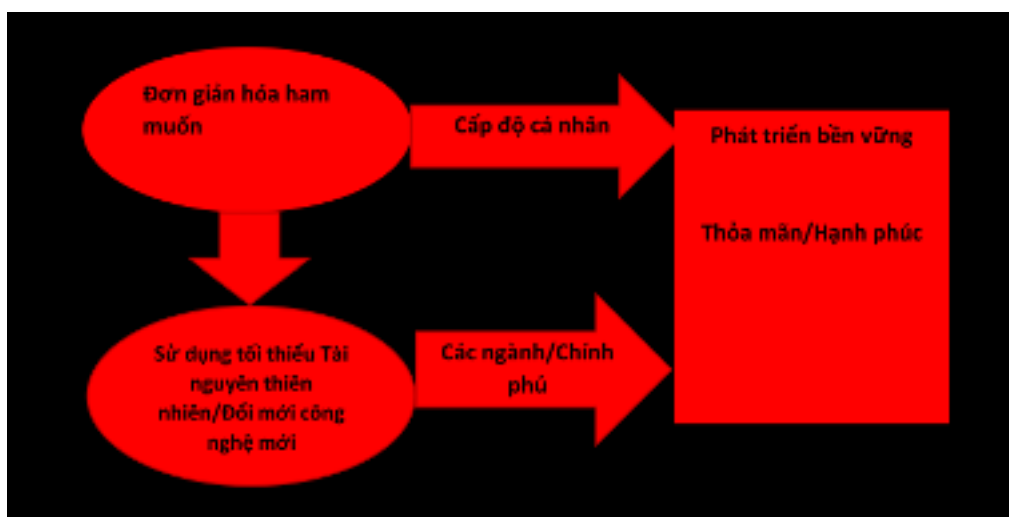 Đơn giản hóa ham
muốn
Cấp độ cá nhân
Phát triển bền vững
Thỏa mãn/Hạnh phúc
Sử dụng tối thiểu Tài
nguyên thiên
nhiên/Đổi mới công
nghệ mới
Các ngành/Chính
phủ